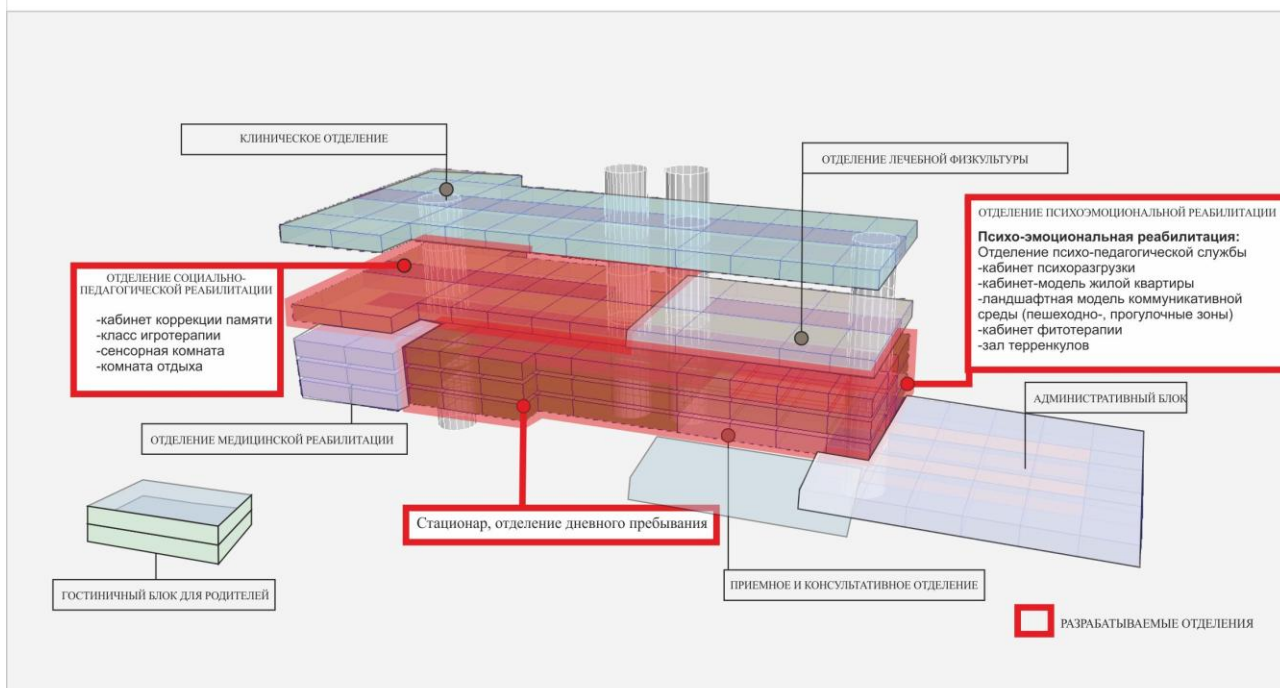 КЛИНИЧЕСКОЕ ОТДЕЛЕНИЕ
ОТДЕЛЕНИЕ ЛЕЧЕБНОЙ ФИЗКУЛЬТУРЫ
ОТДЕЛЕНИЕ ПСИХОЭМОЦИОНАЛЬНОЙ РЕАБИЛИТАЦИИ
Психо-эмоциональная реабилитация:
Отделение психо-педагогической службы
-кабинет психоразгрузки
-кабинет-модель жилой квартиры
-ландшафтная модель коммуникативной
среды (пешеходно-, прогулочные зоны)
-кабинет фитотерапии
-зал терренкулов
ОТДЕЛЕНИЕ СОЦИАЛЬНО-
ПЕДАГОГИЧЕСКОЙ РЕАБИЛИТАЦИИ
-кабинет коррекции памяти
-класс игротерапии
-сенсорная комната
-комната отдыха
АДМИНИСТРАТИВНЫЙ БЛОК
ОТДЕЛЕНИЕ МЕДИЦИНСКОЙ РЕАБИЛИТАЦИИ
Стационар, отделение дневного пребывания
ПРИЕМНОЕ И КОНСУЛЬТАТИВНОЕ ОТДЕЛЕНИЕ
ГОСТИНИЧНЫЙ БЛОК ДЛЯ РОДИТЕЛЕЙ
РАЗРАБАТЫВАЕМЫЕ ОТДЕЛЕНИЯ